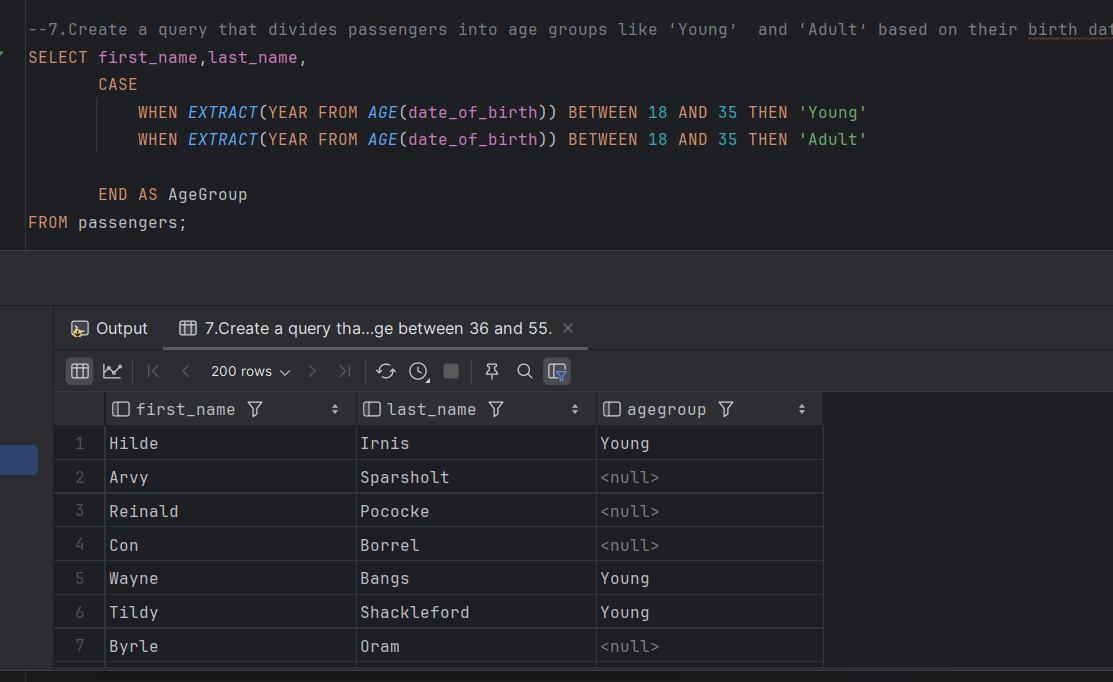 --7.Create a query that divides passengers into age groups like ‘Young’  and ‘Adult’ based on their birth dat
SELECT first_name,last_name,
CASE
WHEN EXTRACT(YEAR FROM AGE(date_of_birth)) BETWEEN 18 AND 35 THEN 'Young'
WHEN EXTRACT(YEAR FROM AGE(date_of_birth)) BETWEEN 18 AND 35 THEN 'Adult'
END AS AgeGroup
FROM passengers;
Output 7.Create a query tha...ge between 36 and 55.
200 rows
first_name last_name agegroup
1 Hilde Irnis Young
2 Arvy Sparsholt <null>
3 Reinald Pococke <null>
4 Con Borrel <null>
5 Wayne Bangs Young
6 Tildy Shackleford Young
7 Byrle Oram <null>